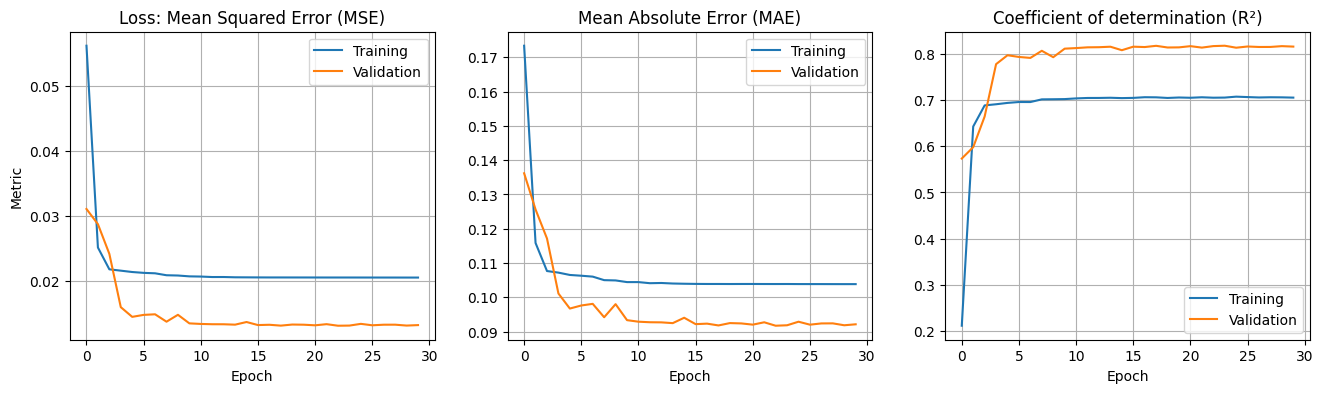 Loss: Mean Squared Error (MSE)
Training
Validation
0.05
0.04
0.03
0.02
Metric
0 5 10 15 20 25 30
Epoch
Mean Absolute Error (MAE)
Training
Validation
0.17
0.16
0.15
0.14
0.13
0.12
0.11
0.10
0.09
0 5 10 15 20 25 30
Epoch
Coefficient of determination (R²)
0.8
0.7
0.6
0.5
0.4
0.3
0.2
Training
Validation
0 5 10 15 20 25 30
Epoch